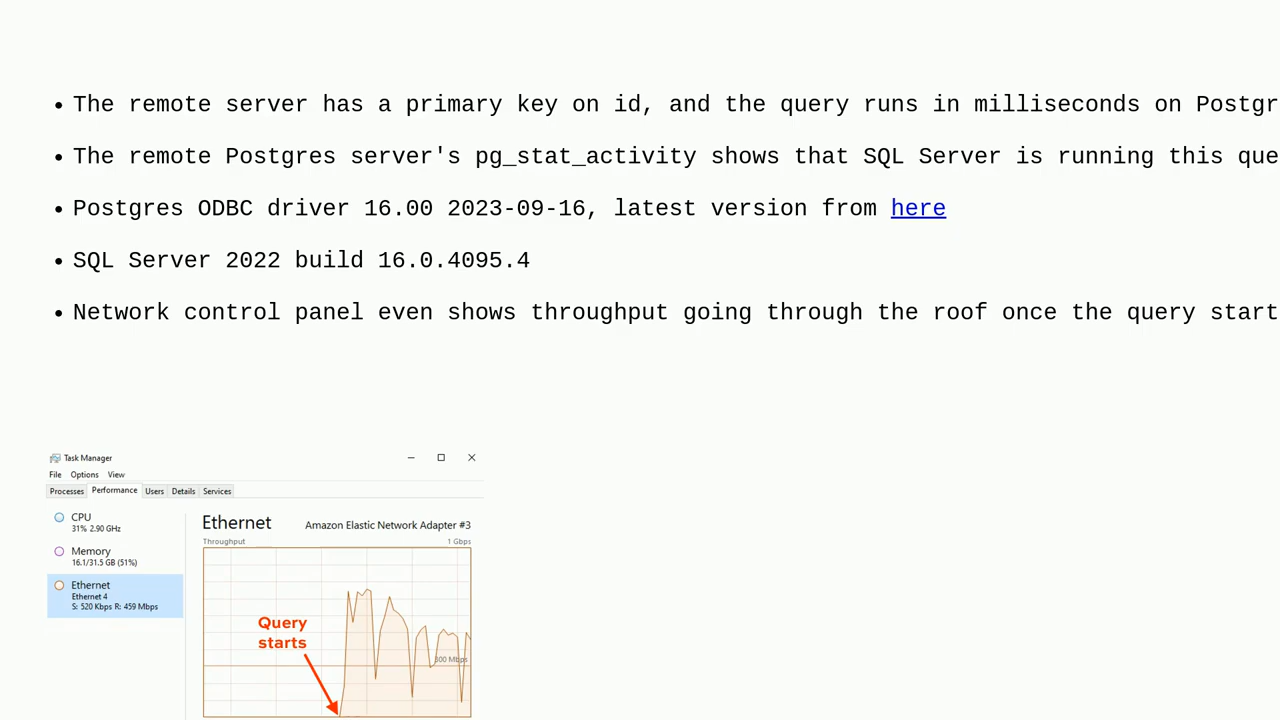 • The remote server has a primary key on id, and the query runs in milliseconds on Postgr
• The remote Postgres server's pg_stat_activity shows that SQL Server is running this que
• Postgres ODBC driver 16.00 2023-09-16, latest version from here
• SQL Server 2022 build 16.0.4095.4
• Network control panel even shows throughput going through the roof once the query start
Task Manager
File Options View
Processes Performance Users Details Services
CPU
31% 2.90 GHz
Memory
16.1/31.5 GB (51%)
Ethernet
Ethernet 4
S: 520 Kbps R: 459 Mbps
Ethernet Amazon Elastic Network Adapter #3
Throughput 1 Gbps
Query
starts
300 Mbps